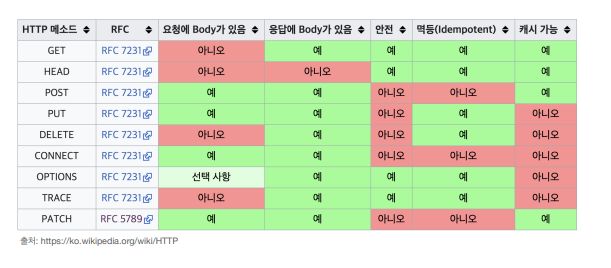 HTTP 메소드 RFC 요청에 Body가 있음 응답에 Body가 있음 안전 멱등(Idempotent) 캐시 가능
GET RFC 7231 아니오 예 예 예 예
HEAD RFC 7231 아니오 아니오 예 예 예
POST RFC 7231 예 예 아니오 아니오 예
PUT RFC 7231 예 예 아니오 예 아니오
DELETE RFC 7231 아니오 예 아니오 예 아니오
CONNECT RFC 7231 예 예 아니오 아니오 아니오
OPTIONS RFC 7231 선택 사항 예 예 예 아니오
TRACE RFC 7231 아니오 예 예 예 아니오
PATCH RFC 5789 예 예 아니오 아니오 예
출처: https://ko.wikipedia.org/wiki/HTTP